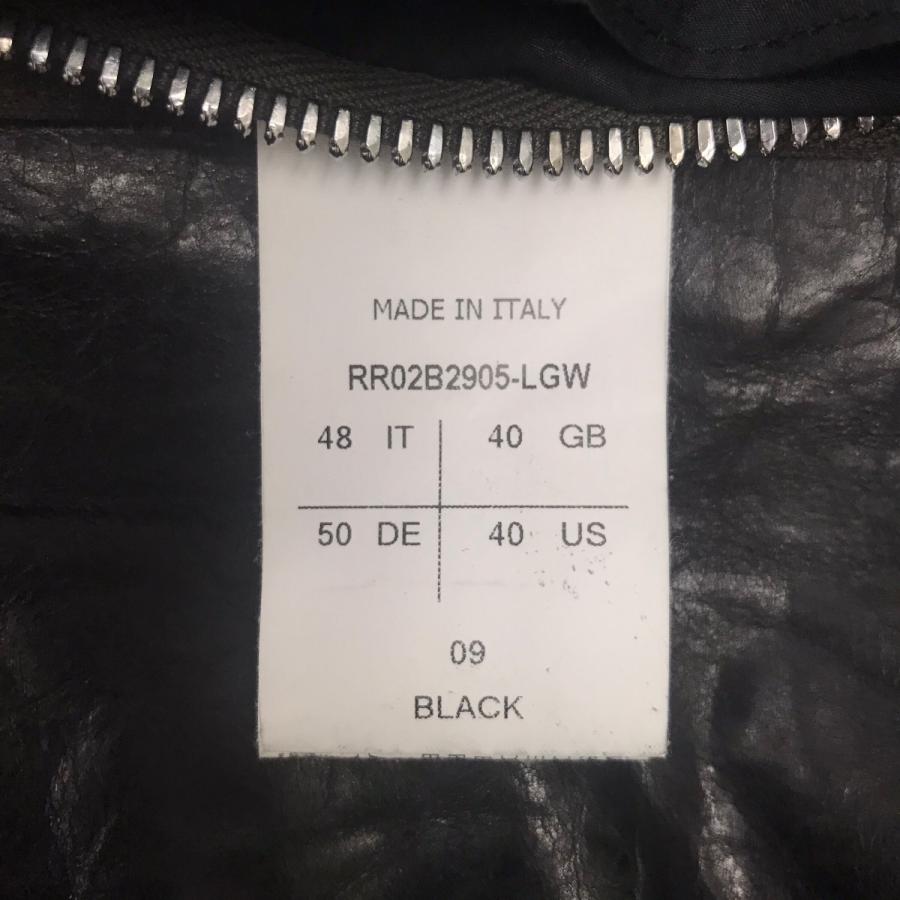 MADE IN ITALY
RR02B2905-LGW
48 IT 40 GB
50 DE 40 US
09
BLACK